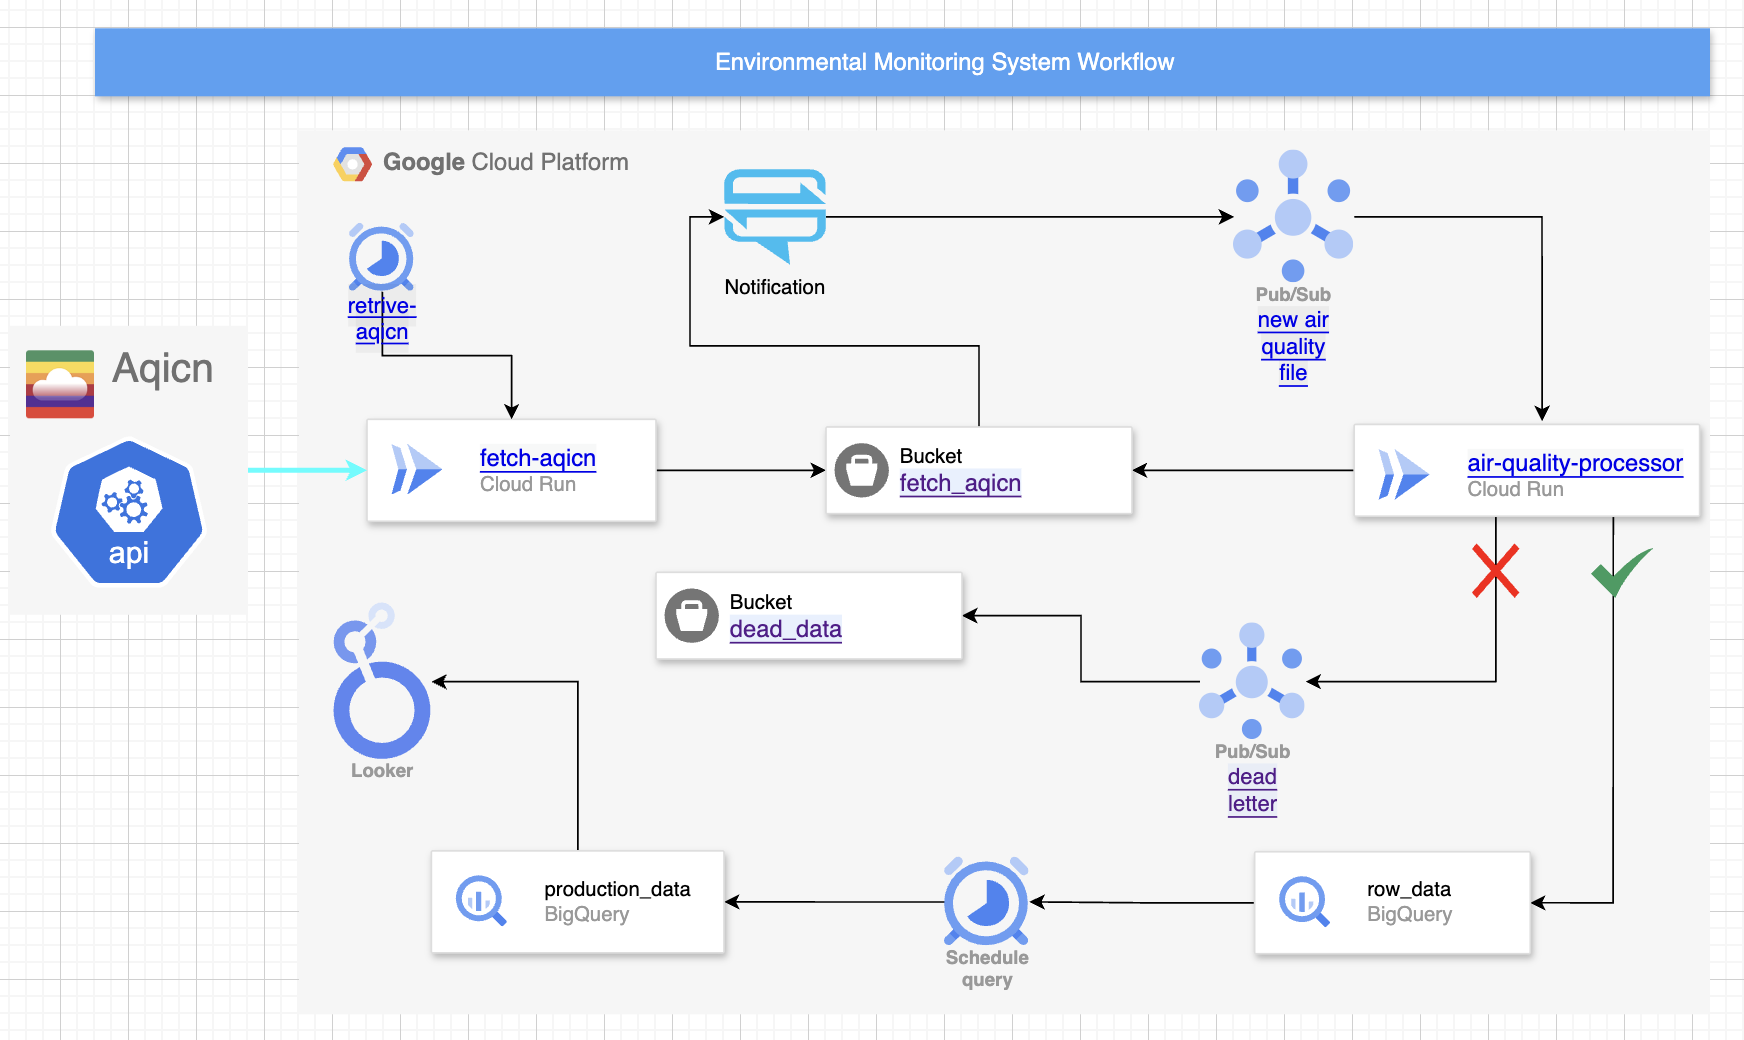 Environmental Monitoring System Workflow
Google Cloud Platform
retrive-
aqicn
Notification
Pub/Sub
new air
quality
file
Aqicn
api
fetch-aqicn
Cloud Run
Bucket
fetch_aqicn
air-quality-processor
Cloud Run
Bucket
dead_data
Looker
Pub/Sub
dead
letter
production_data
BigQuery
Schedule
query
row_data
BigQuery